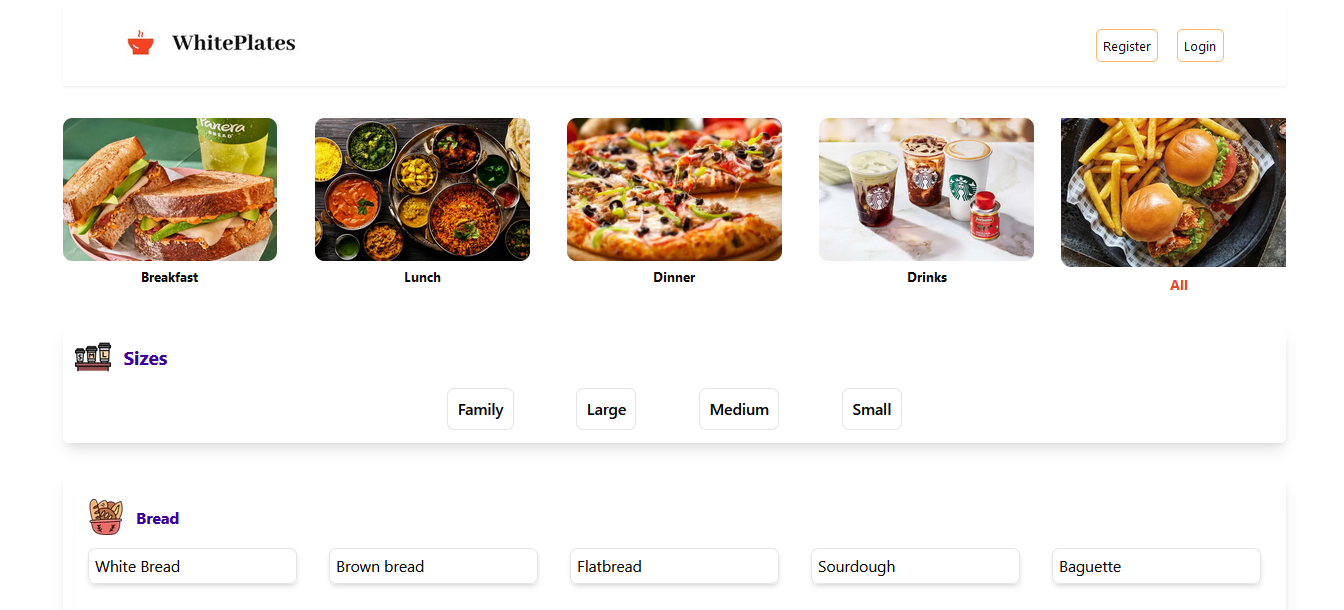 WhitePlates
Register
Login
Panera
BREAD
Breakfast
Lunch
Dinner
Drinks
All
Sizes
Family
Large
Medium
Small
Bread
White Bread
Brown bread
Flatbread
Sourdough
Baguette